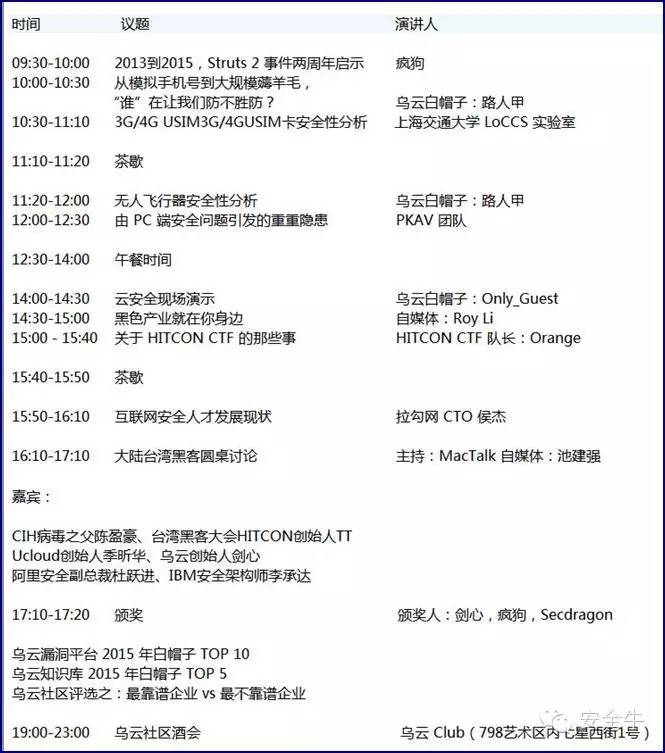 时间 议题 演讲人
09:30-10:00 2013到2015，Struts 2 事件两周年启示 疯狗
10:00-10:30 从模拟手机号到大规模薅羊毛，
“谁”在让我们防不胜防？ 乌云白帽子：路人甲
10:30-11:10 3G/4G USIM3G/4GUSIM卡安全性分析 上海交通大学 LoCCS 实验室
11:10-11:20 茶歇
11:20-12:00 无人飞行器安全性分析 乌云白帽子：路人甲
12:00-12:30 由 PC 端安全问题引发的重重隐患 PKAV 团队
12:30-14:00 午餐时间
14:00-14:30 云安全现场演示 乌云白帽子：Only_Guest
14:30-15:00 黑色产业就在你身边 自媒体：Roy Li
15:00 - 15:40 关于 HITCON CTF 的那些事 HITCON CTF 队长：Orange
15:40-15:50 茶歇
15:50-16:10 互联网安全人才发展现状 拉勾网 CTO 侯杰
16:10-17:10 大陆台湾黑客圆桌讨论 主持：MacTalk 自媒体：池建强
嘉宾：
CIH病毒之父陈盈豪、台湾黑客大会HITCON创始人TT
Ucloud创始人季昕华、乌云创始人剑心
阿里安全副总裁杜跃进、IBM安全架构师李承达
17:10-17:20 颁奖 颁奖人：剑心，疯狗，Secdragon
乌云漏洞平台 2015 年白帽子 TOP 10
乌云知识库 2015 年白帽子 TOP 5
乌云社区评选之：最靠谱企业 vs 最不靠谱企业
安全牛
19:00-23:00 乌云社区酒会 乌云 Club（798艺术区内七星西街1号）